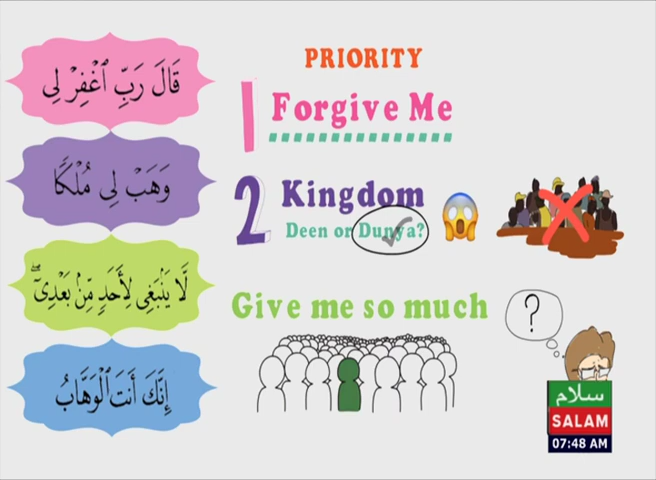 PRIORITY
قَالَ رَبِّ ٱغْفِرْ لِى
1 Forgive Me
وَهَبْ لِى مُلْكًا
2 Kingdom
Deen or Dunya?
لَّا يَنۢبَغِى لِأَحَدٍ مِّنۢ بَعْدِىٓ ۖ
Give me so much
?
إِنَّكَ أَنتَ ٱلْوَهَّابُ
سلام
SALAM
07:48 AM